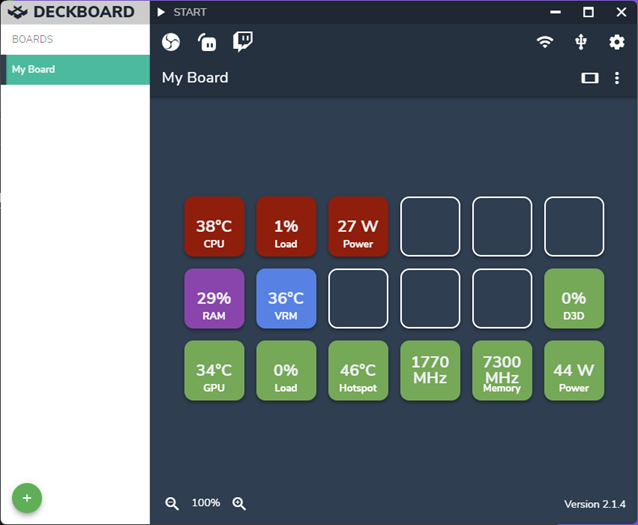 DECKBOARD
START
BOARDS
My Board
My Board
38°C
CPU
1%
Load
27 W
Power
29%
RAM
36°C
VRM
0%
D3D
34°C
GPU
0%
Load
46°C
Hotspot
1770
MHz
7300
MHz
Memory
44 W
Power
100%
Version 2.1.4